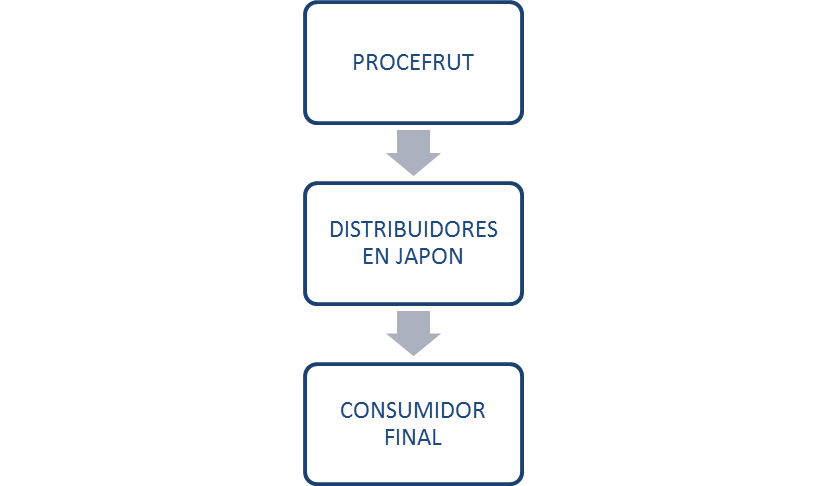 PROCEFRUT
DISTRIBUIDORES
EN JAPON
CONSUMIDOR
FINAL